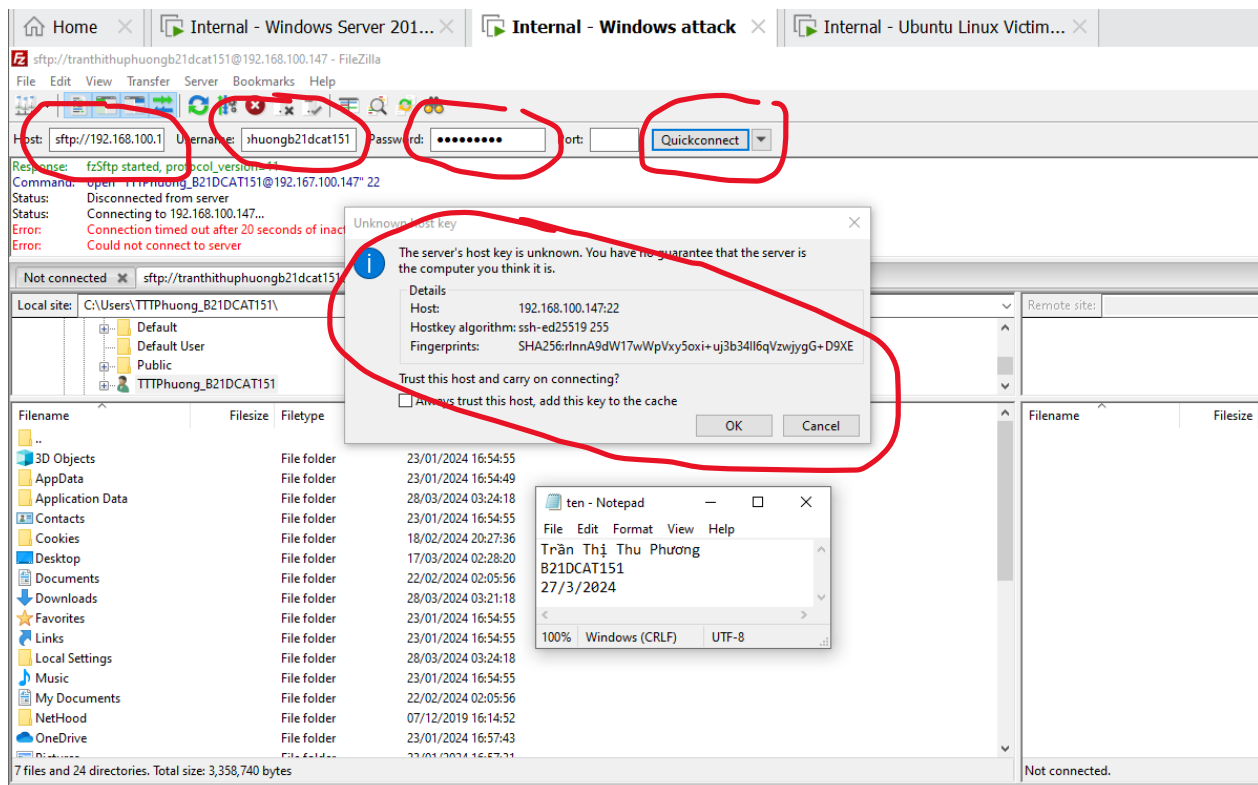 Home
Internal - Windows Server 201...
Internal - Windows attack
Internal - Ubuntu Linux Victim...
sftp://tranthithuphuongb21dcat151@192.168.100.147 - FileZilla
File Edit View Transfer Server Bookmarks Help
Host: sftp://192.168.100.1 Username: huongb21dcat151 Password: ●●●●●●●●● Port: Quickconnect
Response: fzSftp started, protocol_version=11
Command: open "TTTPhuong_B21DCAT151@192.167.100.147" 22
Status: Disconnected from server
Status: Connecting to 192.168.100.147...
Error: Connection timed out after 20 seconds of inact
Error: Could not connect to server
Unknown host key
The server's host key is unknown. You have no guarantee that the server is
the computer you think it is.
Details
Host: 192.168.100.147:22
Hostkey algorithm: ssh-ed25519 255
Fingerprints:
Trust this host and carry on connecting?
Always trust this host, add this key to the cache
OK Cancel
Not connected sftp://tranthithuphuongb21dcat151
Local site: C:\Users\TTTPhuong_B21DCAT151\
Default
Default User
Public
TTTPhuong_B21DCAT151
Remote site:
Filename Filesize Filetype
..
3D Objects File folder 23/01/2024 16:54:55
AppData File folder 23/01/2024 16:54:49
Application Data File folder 28/03/2024 03:24:18
Contacts File folder 23/01/2024 16:54:55
Cookies File folder 18/02/2024 20:27:36
Desktop File folder 17/03/2024 02:28:20
Documents File folder 22/02/2024 02:05:56
Downloads File folder 28/03/2024 03:21:18
Favorites File folder 23/01/2024 16:54:55
Links File folder 23/01/2024 16:54:55
Local Settings File folder 28/03/2024 03:24:18
Music File folder 23/01/2024 16:54:55
My Documents File folder 22/02/2024 02:05:56
NetHood File folder 07/12/2019 16:14:52
OneDrive File folder 23/01/2024 16:57:43
Pictures File folder 23/01/2024 16:57:31
7 files and 24 directories. Total size: 3,358,740 bytes
ten - Notepad
File Edit Format View Help
Trần Thị Thu Phương
B21DCAT151
27/3/2024
100% Windows (CRLF) UTF-8
Filename Filesize
Not connected.